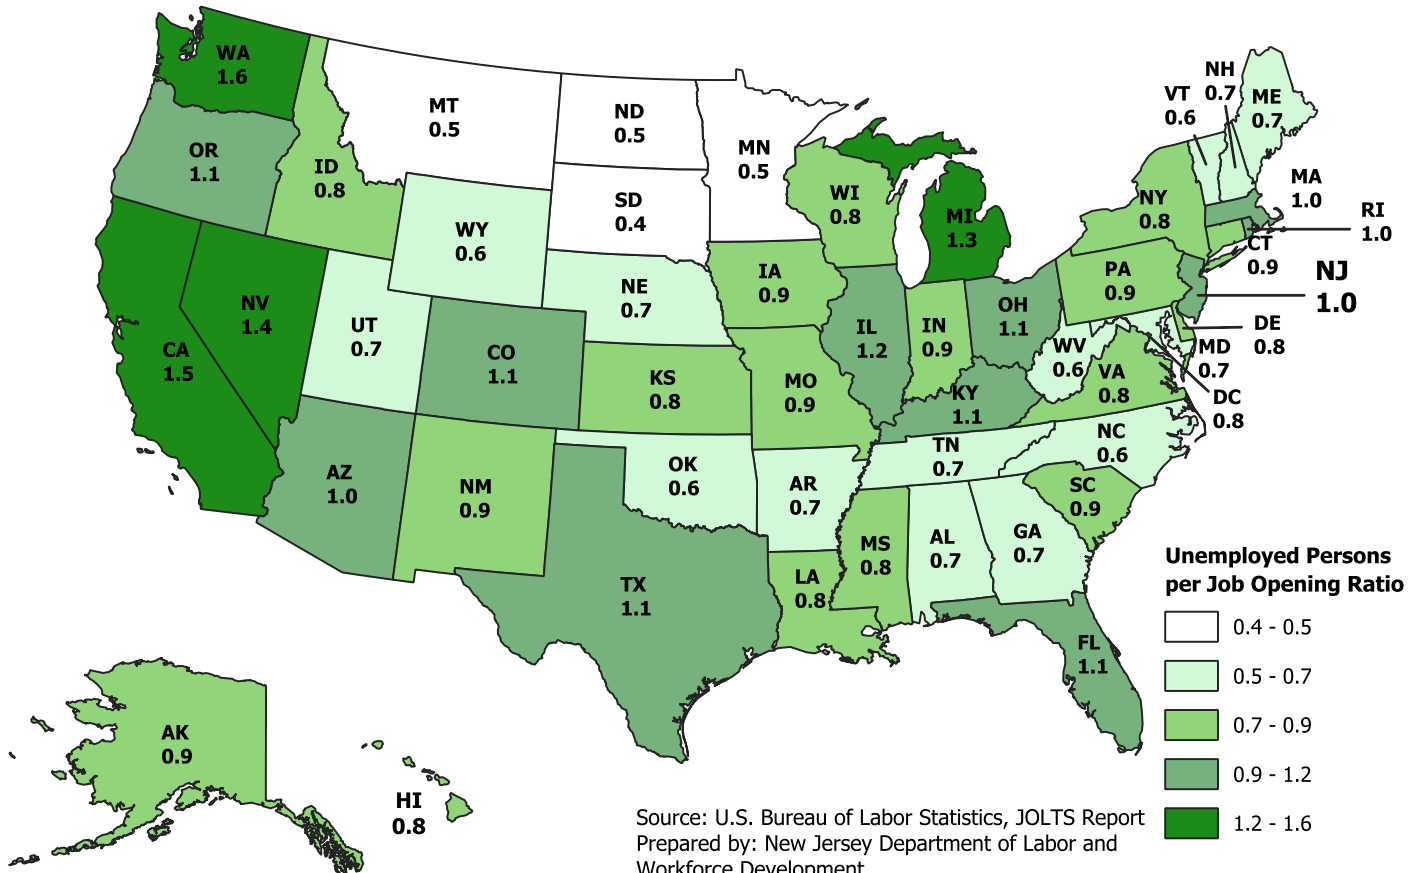 WA
1.6
MT
0.5
ND
0.5
MN
0.5
NH
0.7
VT
0.6
ME
0.7
OR
1.1
ID
0.8
SD
0.4
WI
0.8
MI
1.3
NY
0.8
MA
1.0
RI
1.0
WY
0.6
CT
0.9
NJ
1.0
IA
0.9
PA
0.9
NE
0.7
NV
1.4
UT
0.7
CA
1.5
CO
1.1
IL
1.2
IN
0.9
OH
1.1
DE
0.8
MD
0.7
WV
0.6
VA
0.8
DC
0.8
KS
0.8
MO
0.9
KY
1.1
NC
0.6
TN
0.7
AZ
1.0
NM
0.9
OK
0.6
AR
0.7
SC
0.9
MS
0.8
AL
0.7
GA
0.7
TX
1.1
LA
0.8
FL
1.1
AK
0.9
HI
0.8
Unemployed Persons
per Job Opening Ratio
0.4 - 0.5
0.5 - 0.7
0.7 - 0.9
0.9 - 1.2
1.2 - 1.6
Source: U.S. Bureau of Labor Statistics, JOLTS Report
Prepared by: New Jersey Department of Labor and
Workforce Development